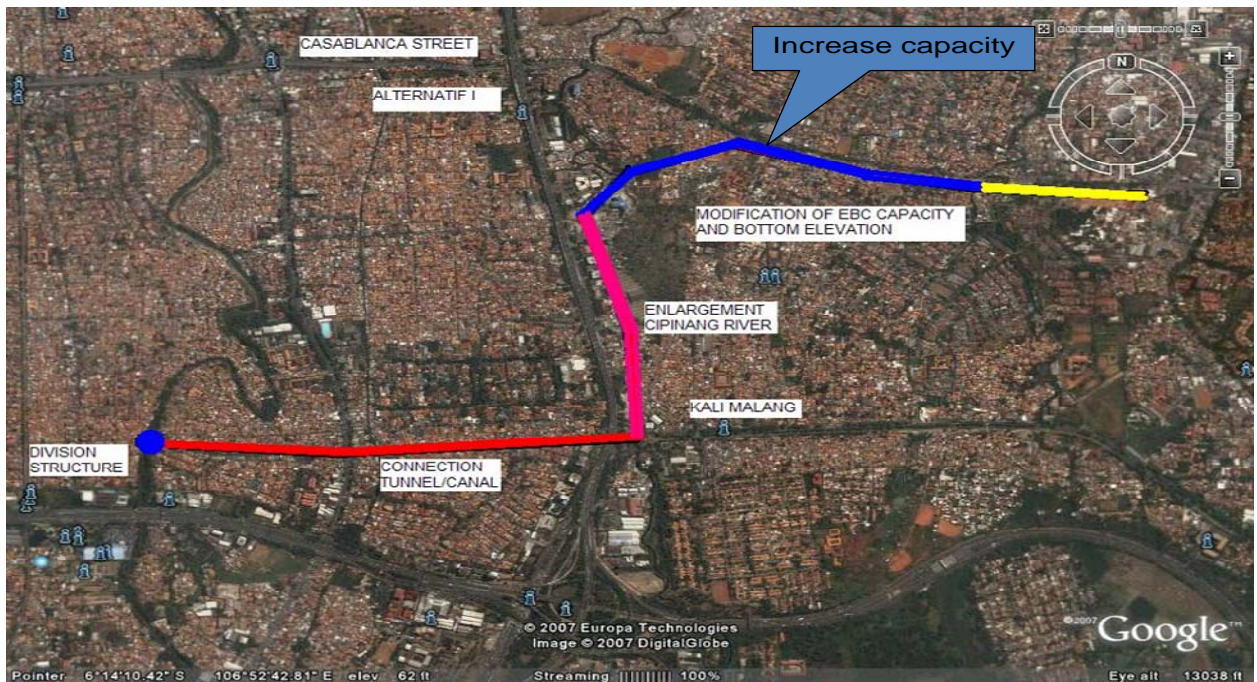 CASABLANCA STREET
Increase capacity
ALTERNATIF I
N
MODIFICATION OF EBC CAPACITY
AND BOTTOM ELEVATION
ENLARGEMENT
CIPINANG RIVER
KALI MALANG
DIVISION
STRUCTURE
CONNECTION
TUNNEL/CANAL
© 2007 Europa Technologies
Image © 2007 DigitalGlobe
©2007 Google™
Pointer 6°14'10.42" S 106°52'42.81" E elev 62 ft Streaming ||||||||| 100% Eye alt 13038 ft